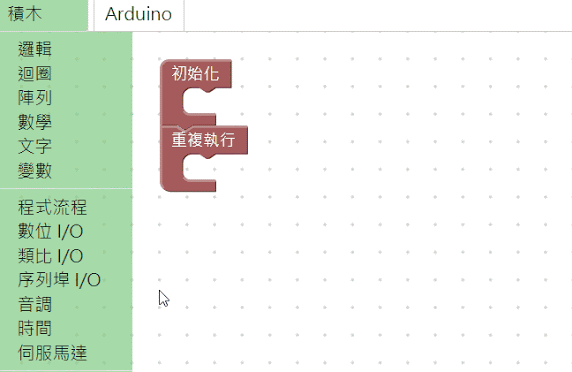 積木 Arduino
邏輯
迴圈
陣列
數學
文字
變數
程式流程
數位 I/O
類比 I/O
序列埠 I/O
音調
時間
伺服馬達
初始化
重複執行